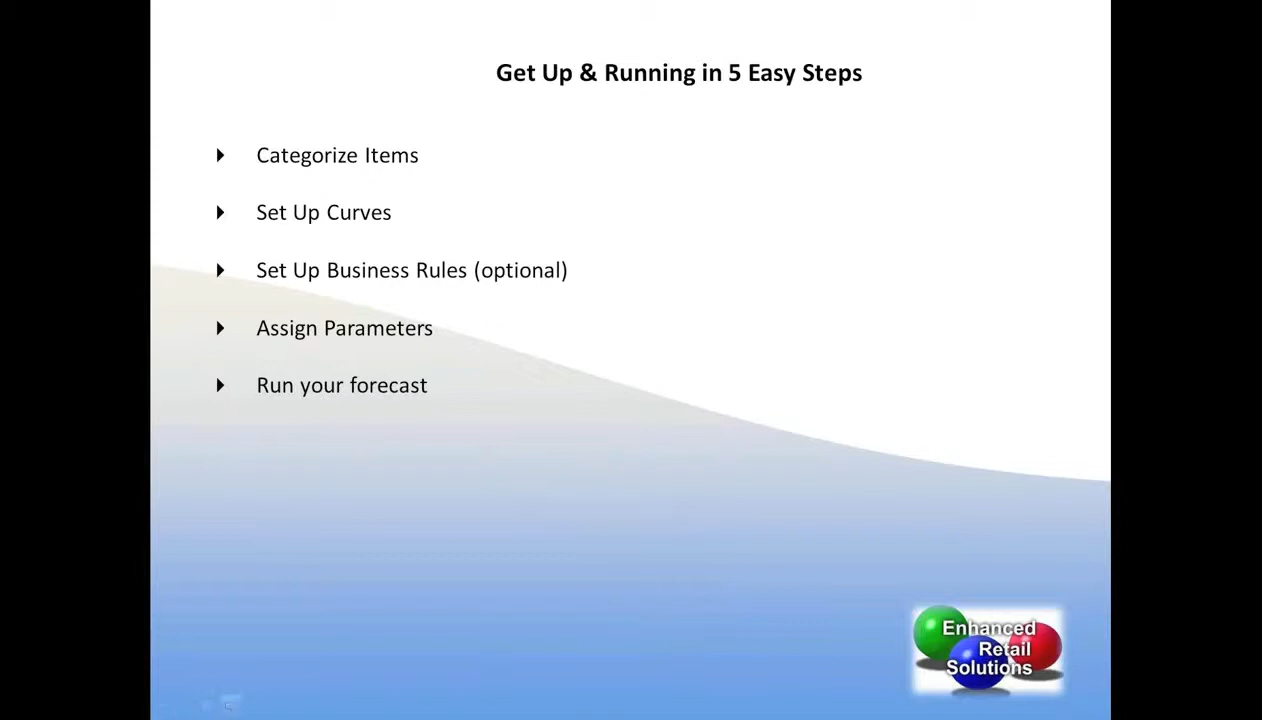 Get Up & Running in 5 Easy Steps
Categorize Items
Set Up Curves
Set Up Business Rules (optional)
Assign Parameters
Run your forecast
Enhanced
Retail
Solutions